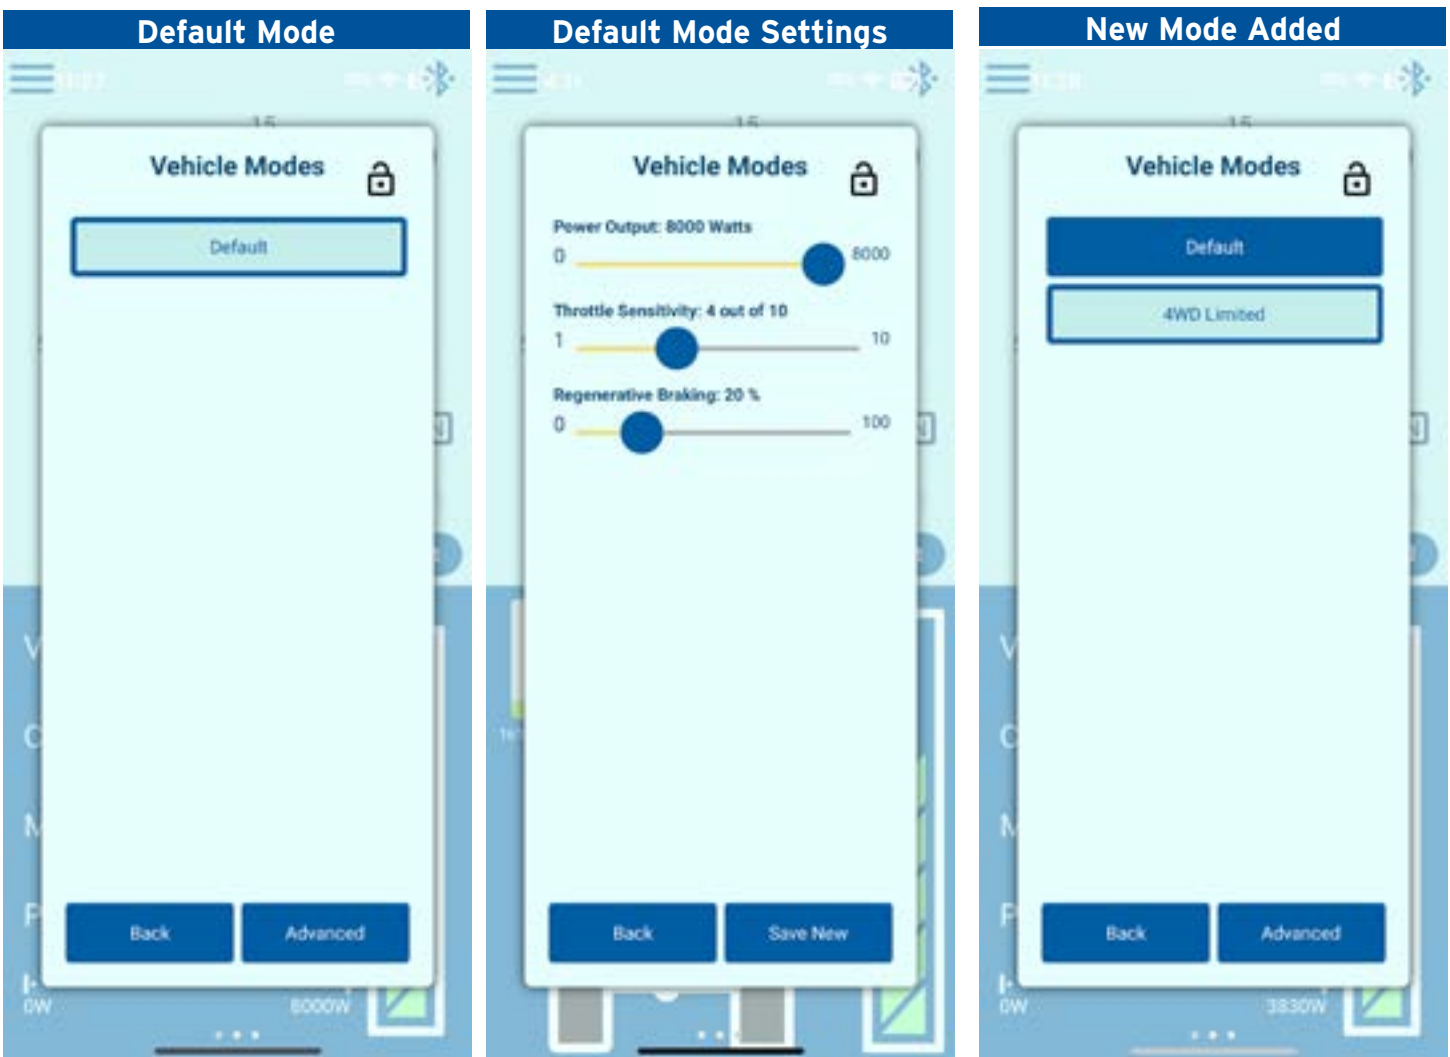 Default Mode
Vehicle Modes
Default
Back
Advanced
0W
8000W
Default Mode Settings
15
Vehicle Modes
Power Output: 8000 Watts
0
8000
Throttle Sensitivity: 4 out of 10
1
10
Regenerative Braking: 20 %
0
100
Back
Save New
New Mode Added
Vehicle Modes
Default
4WD Limited
Back
Advanced
0W
3830W